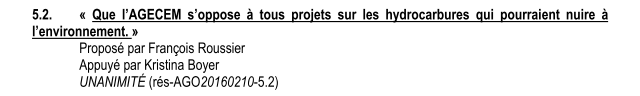 5.2. « Que l’AGECEM s’oppose à tous projets sur les hydrocarbures qui pourraient nuire à
l’environnement. »
Proposé par François Roussier
Appuyé par Kristina Boyer
UNANIMITÉ (rés-AGO20160210-5.2)